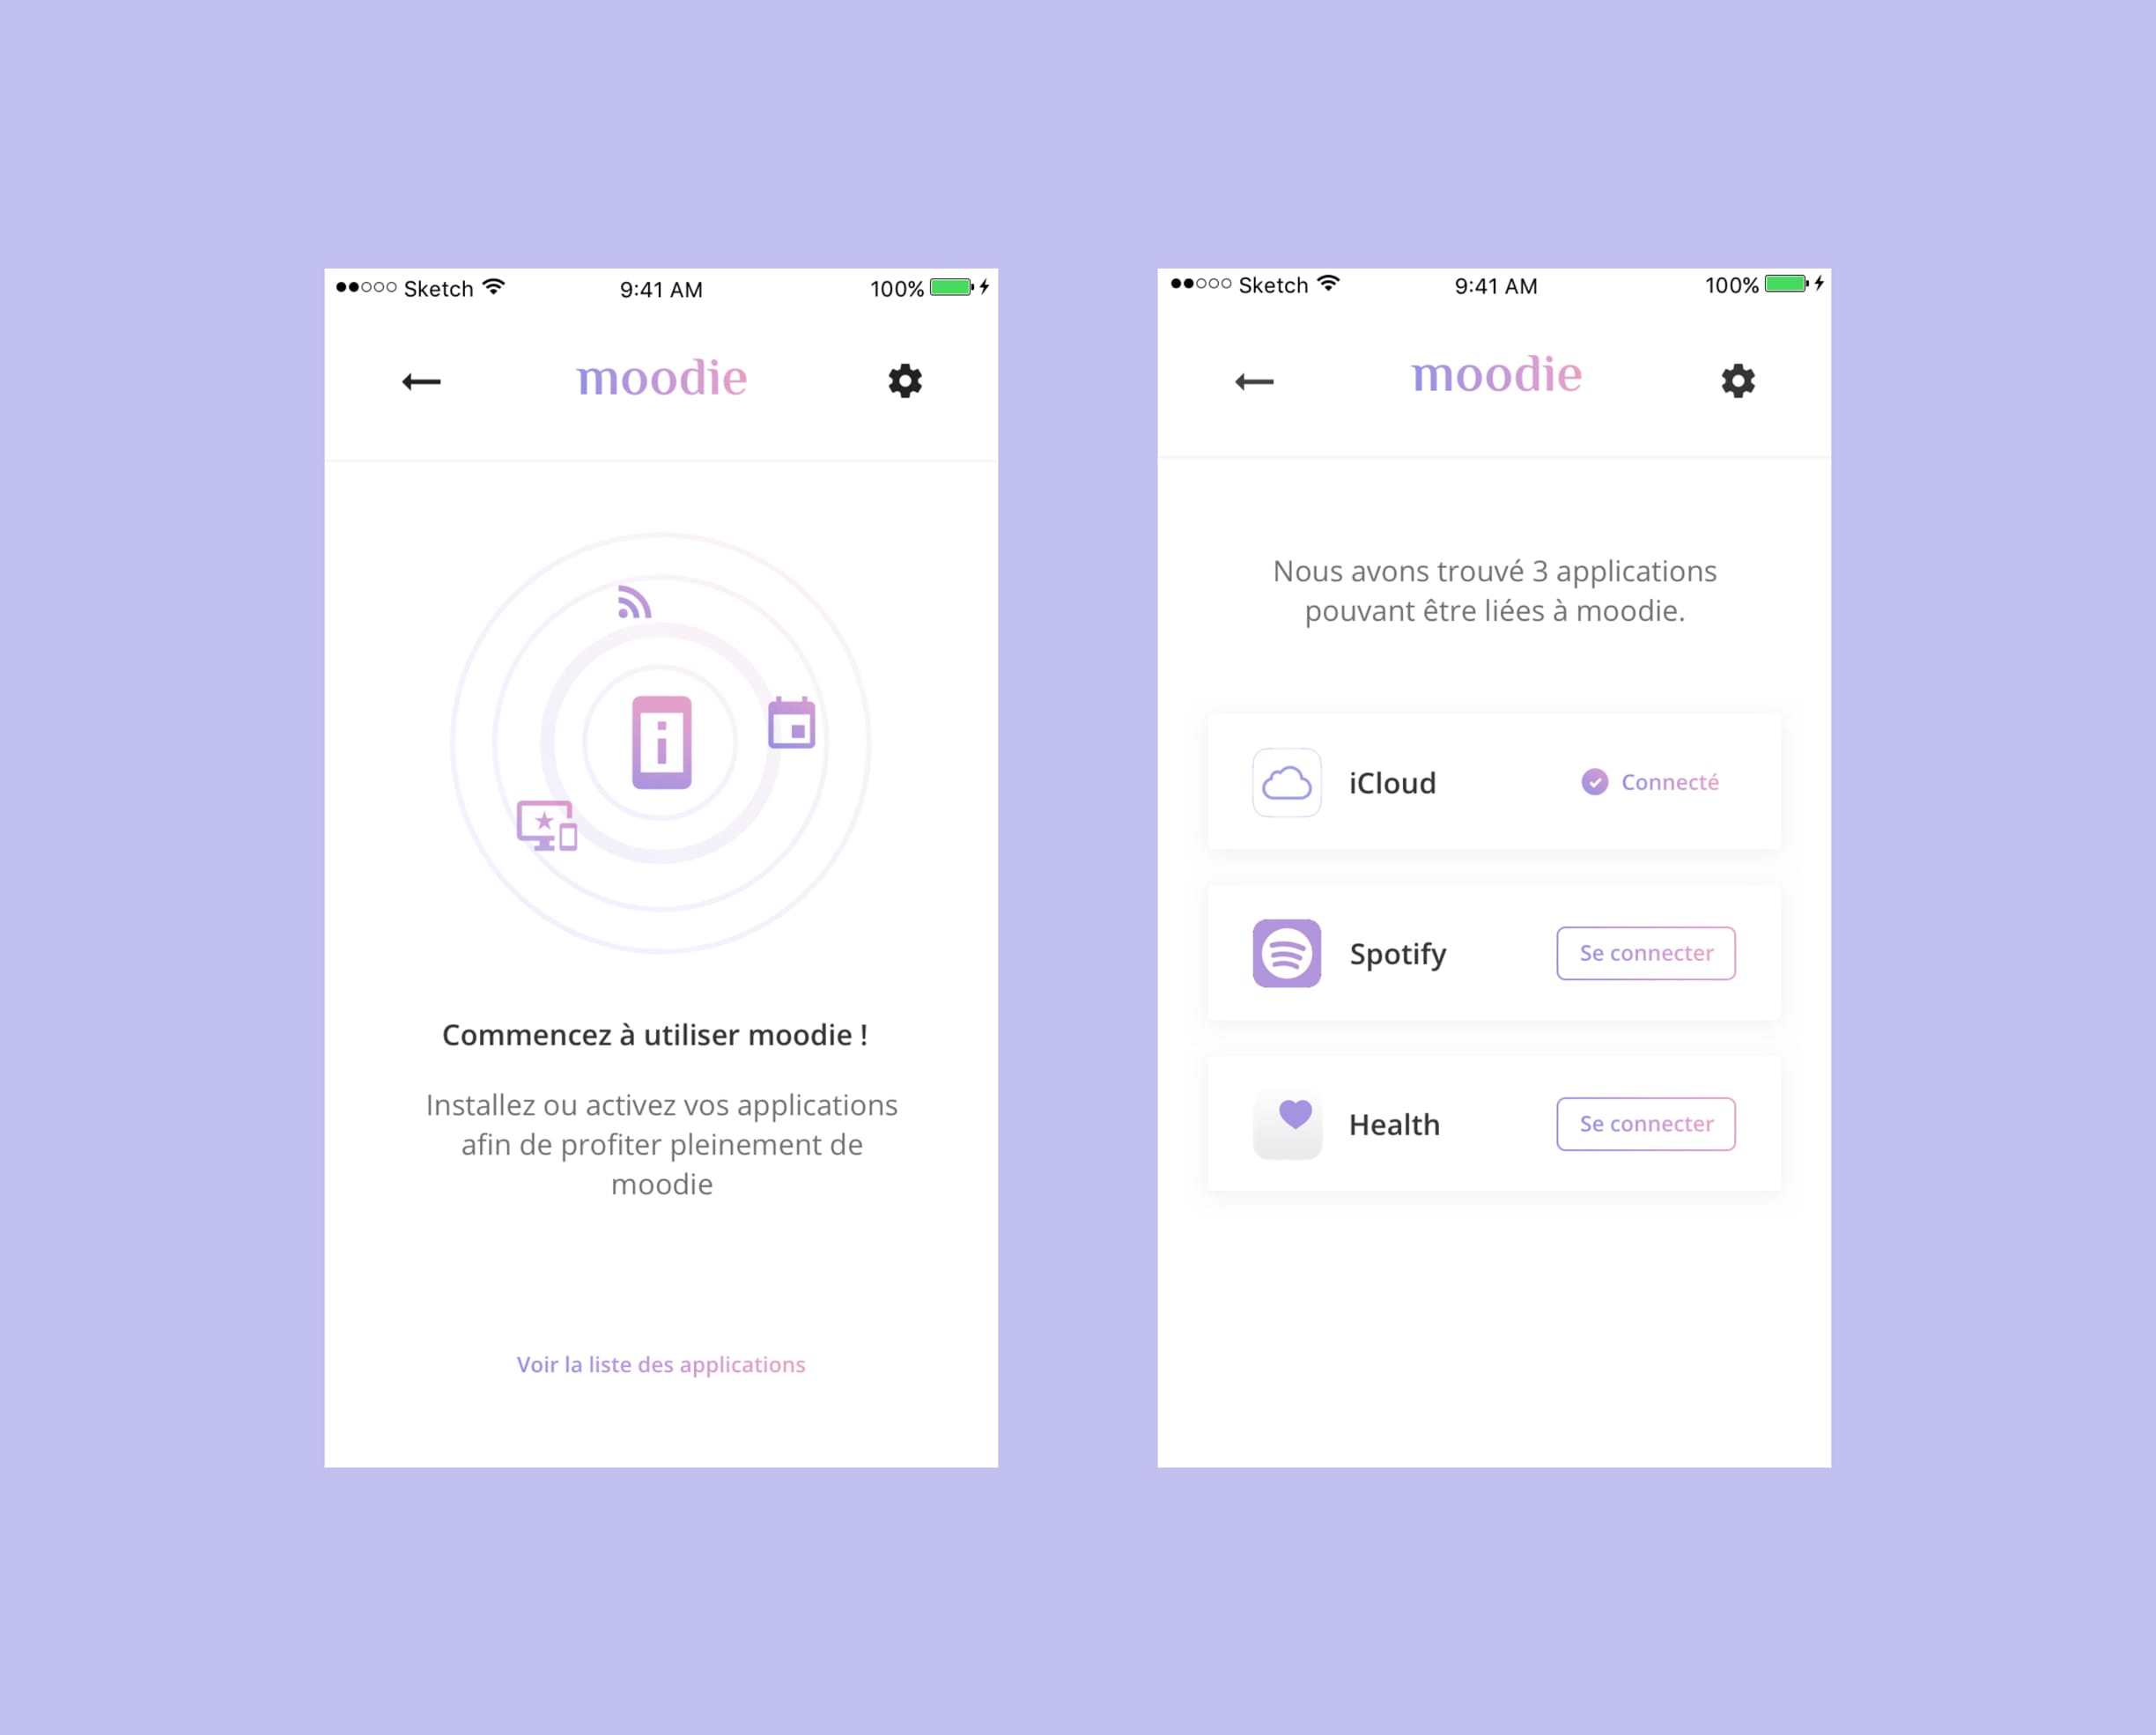 Sketch 9:41 AM 100%
moodie
Commencez à utiliser moodie !
Installez ou activez vos applications
afin de profiter pleinement de
moodie
Voir la liste des applications
Sketch 9:41 AM 100%
moodie
Nous avons trouvé 3 applications
pouvant être liées à moodie.
iCloud Connecté
Spotify Se connecter
Health Se connecter